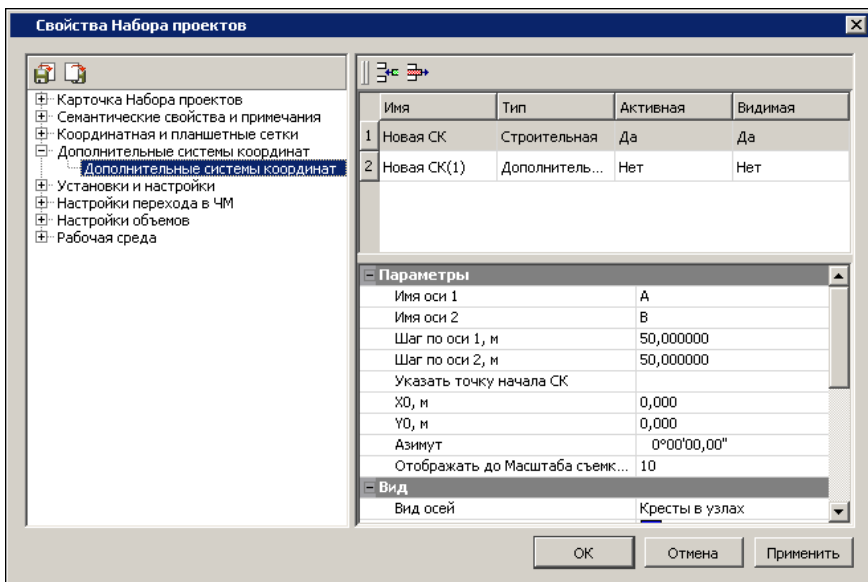 Свойства Набора проектов
Карточка Набора проектов
Семантические свойства и примечания
Координатная и планшетные сетки
Дополнительные системы координат
Дополнительные системы координат
Установки и настройки
Настройки перехода в ЧМ
Настройки объемов
Рабочая среда
Имя Тип Активная Видимая
1 Новая СК Строительная Да Да
2 Новая СК(1) Дополнитель... Нет Нет
Параметры
Имя оси 1 A
Имя оси 2 B
Шаг по оси 1, м 50,000000
Шаг по оси 2, м 50,000000
Указать точку начала СК
X0, м 0,000
Y0, м 0,000
Азимут 0°00'00,00"
Отображать до Масштаба съемк... 10
Вид
Вид осей Кресты в узлах
ОК Отмена Применить